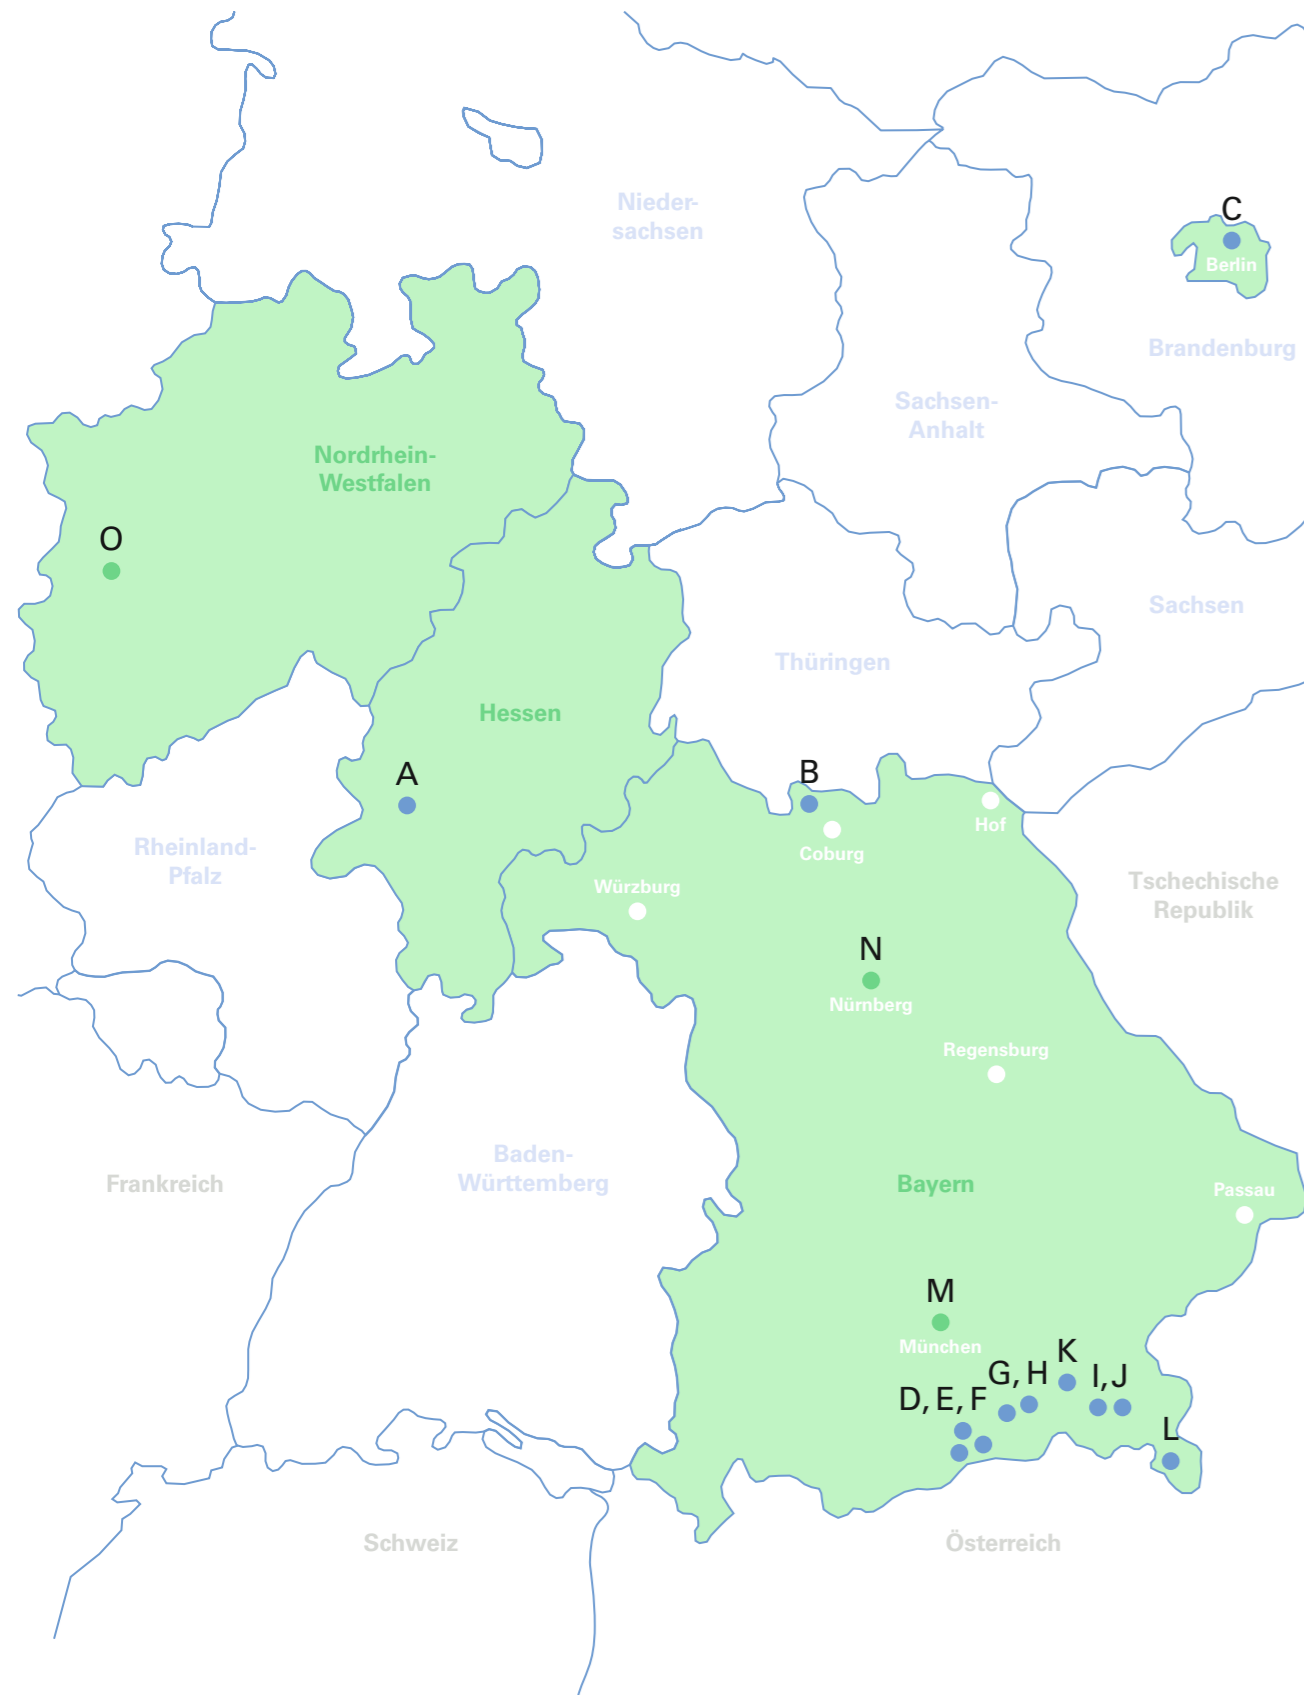 Nieder-
sachsen
C
Berlin
Brandenburg
Sachsen-
Anhalt
Nordrhein-
Westfalen
O
Sachsen
Thüringen
Hessen
A
B
Hof
Coburg
Rheinland-
Pfalz
Tschechische
Republik
Würzburg
N
Nürnberg
Regensburg
Baden-
Württemberg
Frankreich
Bayern
Passau
M
München
K
G, H
I, J
D, E, F
L
Schweiz
Österreich